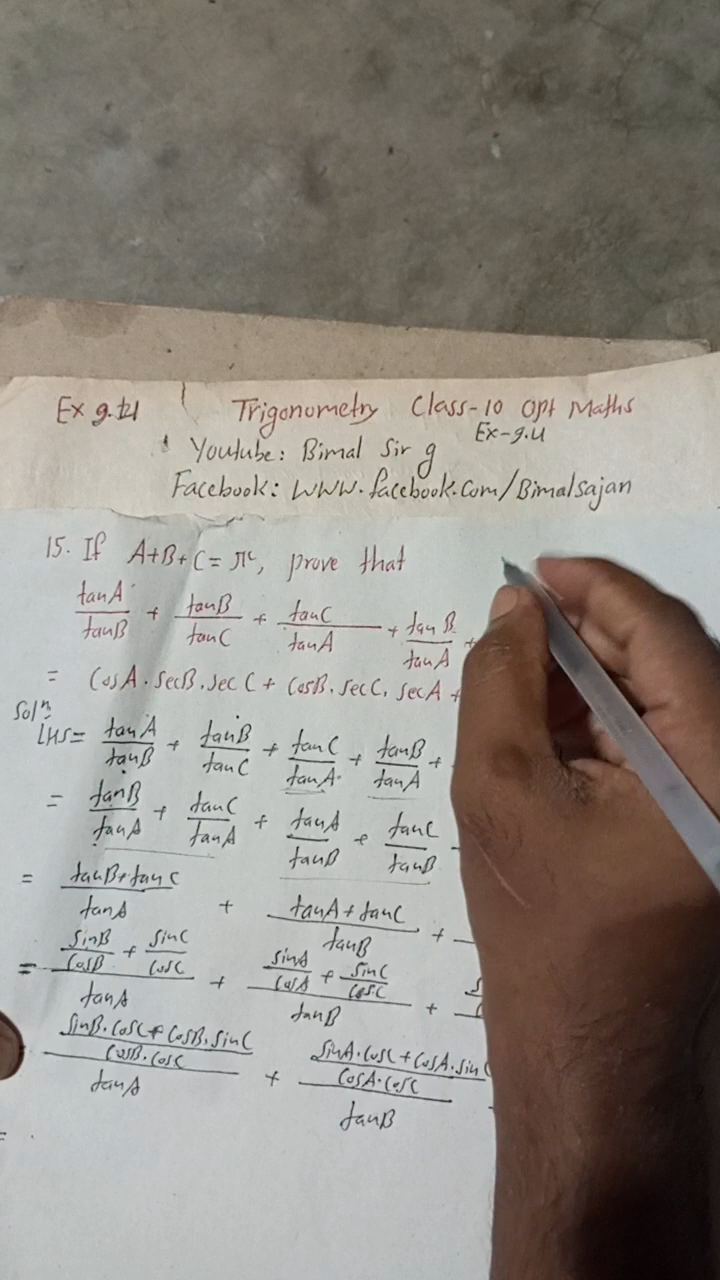 Ex 9.4 Trigonometry Class-10 Opt Maths
Ex-9.4
Youtube: Bimal Sir g
Facebook: WWW.facebook.Com/Bimalsajan
15. If A+B+C = πᶜ, prove that
tanA/tanB + tanB/tanC + tanC/tanA + tanB/tanA +
= CosA.secB.secC + CosB.secC.secA +
Solⁿ:
LHS = tanA/tanB + tanB/tanC + tanC/tanA + tanB/tanA +
= tanB/tanA + tanC/tanA + tanA/tanB + tanC/tanB
= (tanB+tanC)/tanA + (tanA+tanC)/tanB +
= (sinB/cosB + sinC/cosC)/tanA + (sinA/cosA + sinC/cosC)/tanB +
((sinB.cosC+cosB.sinC)/(cosB.cosC))/tanA + ((sinA.cosC+cosA.sinC)/(cosA.cosC))/tanB
=